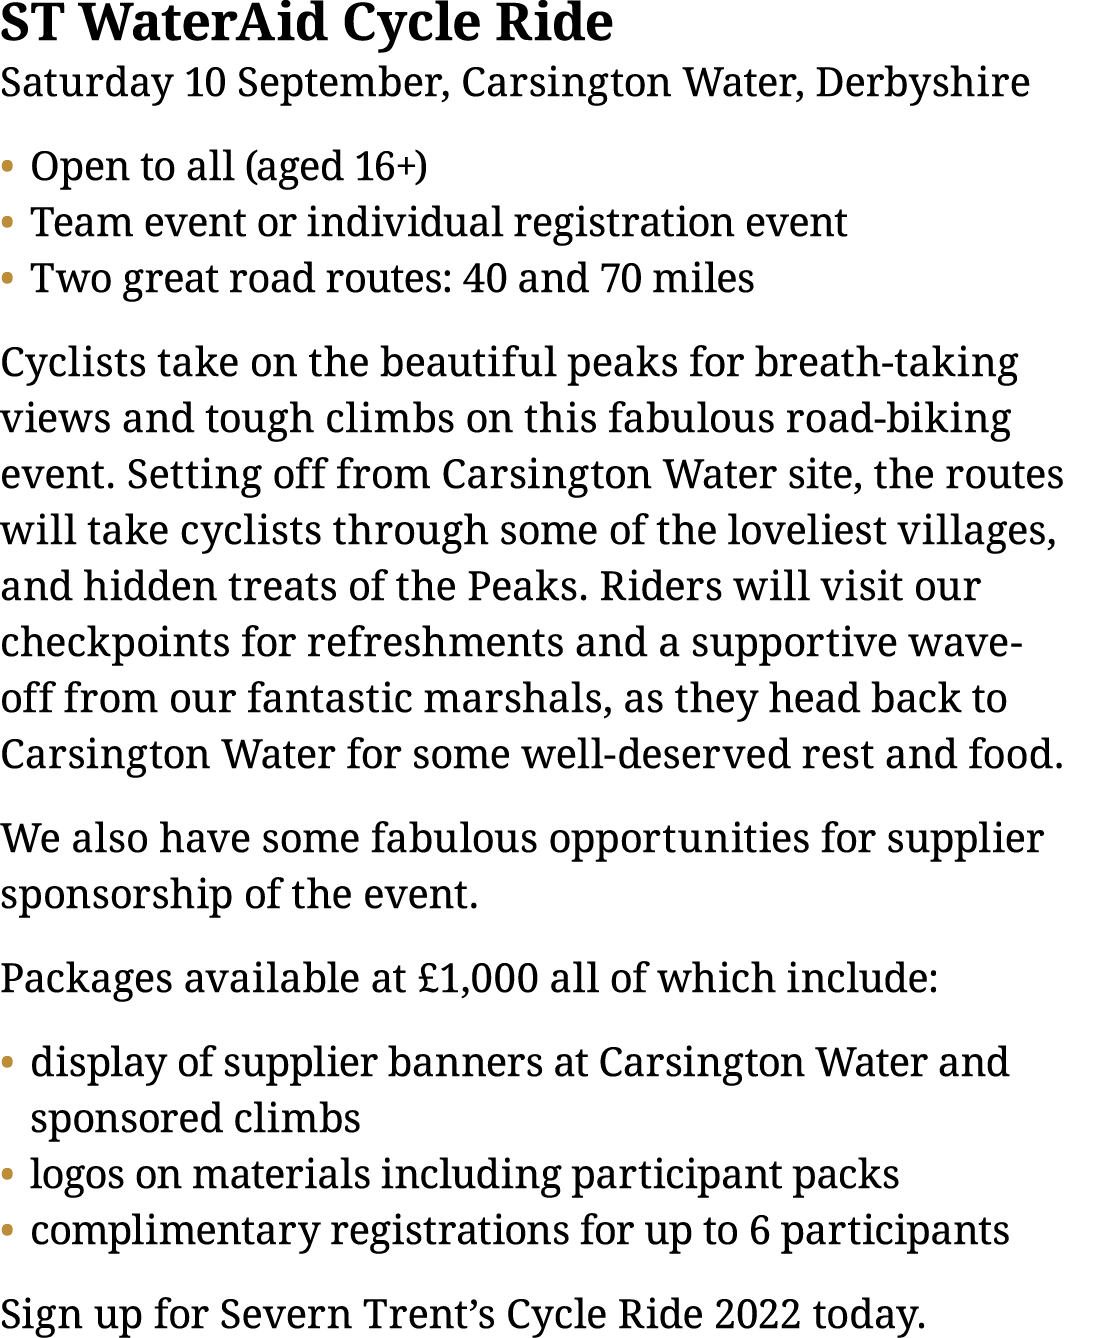 ST WaterAid Cycle Ride
Saturday 10 September, Carsington Water, Derbyshire
• Open to all (aged 16+)
• Team event or individual registration event
• Two great road routes: 40 and 70 miles
Cyclists take on the beautiful peaks for breath-taking
views and tough climbs on this fabulous road-biking
event. Setting off from Carsington Water site, the routes
will take cyclists through some of the loveliest villages,
and hidden treats of the Peaks. Riders will visit our
checkpoints for refreshments and a supportive wave-
off from our fantastic marshals, as they head back to
Carsington Water for some well-deserved rest and food.
We also have some fabulous opportunities for supplier
sponsorship of the event.
Packages available at £1,000 all of which include:
• display of supplier banners at Carsington Water and
sponsored climbs
• logos on materials including participant packs
• complimentary registrations for up to 6 participants
Sign up for Severn Trent’s Cycle Ride 2022 today.